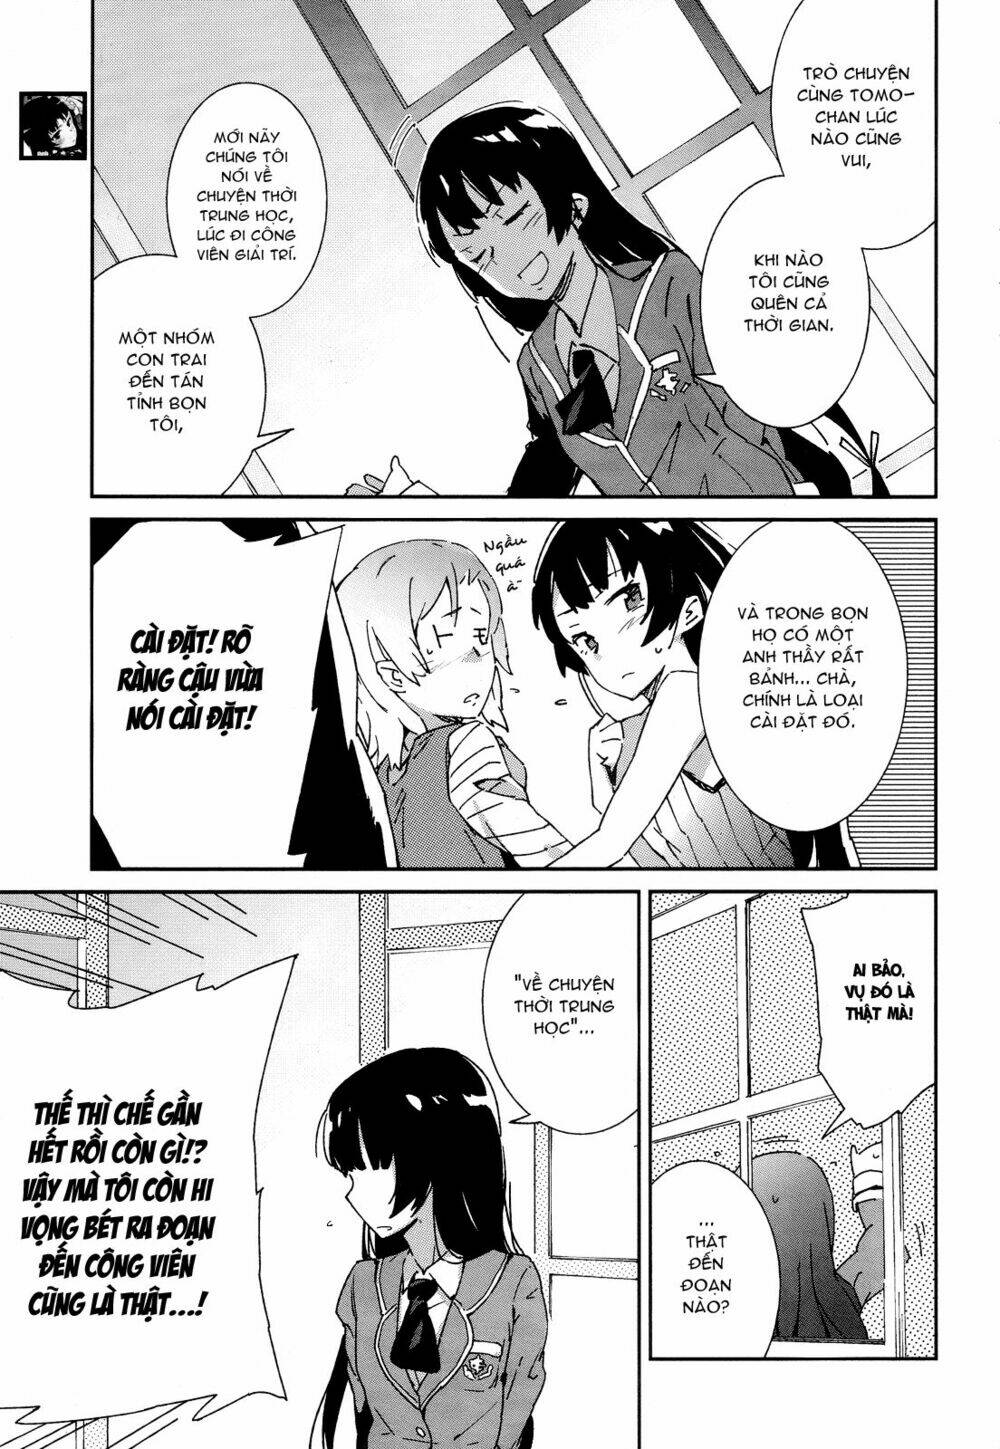 TRÒ CHUYỆN
CÙNG TOMO-
CHAN LÚC
NÀO CŨNG
VUI,
KHI NÀO
TÔI CŨNG
QUÊN CẢ
THỜI GIAN.
MỚI NÃY
CHÚNG TÔI
NÓI VỀ
CHUYỆN THỜI
TRUNG HỌC,
LÚC ĐI CÔNG
VIÊN GIẢI TRÍ.
MỘT NHÓM
CON TRAI
ĐẾN TÁN
TỈNH BỌN
TÔI,
VÀ TRONG BỌN
HỌ CÓ MỘT
ANH THẦY RẤT
BẢNH... CHÀ,
CHÍNH LÀ LOẠI
CÀI ĐẶT ĐÓ.
Ngầu
quá
à~
CÀI ĐẶT! RÕ
RÀNG CẬU VỪA
NÓI CÀI ĐẶT!
AI BẢO,
VỤ ĐÓ LÀ
THẬT MÀ!
...
THẬT
ĐẾN
ĐOẠN
NÀO?
"VỀ CHUYỆN
THỜI TRUNG
HỌC"...
THẾ THÌ CHẾ GẦN
HẾT RỒI CÒN GÌ!?
VẬY MÀ TÔI CÒN HI
VỌNG BÉT RA ĐOẠN
ĐẾN CÔNG VIÊN
CŨNG LÀ THẬT...!